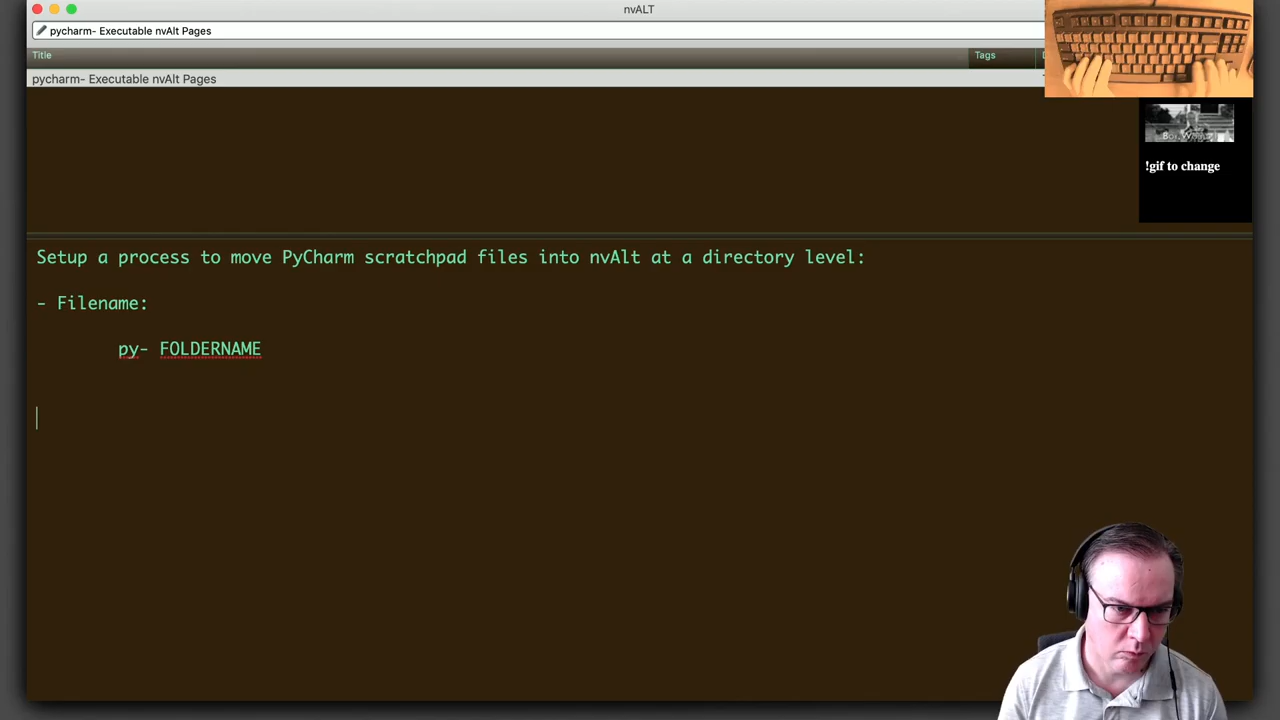 nvALT
pycharm- Executable nvAlt Pages
Title
Tags
pycharm- Executable nvAlt Pages
!gif to change
Setup a process to move PyCharm scratchpad files into nvAlt at a directory level:
- Filename:
py- FOLDERNAME